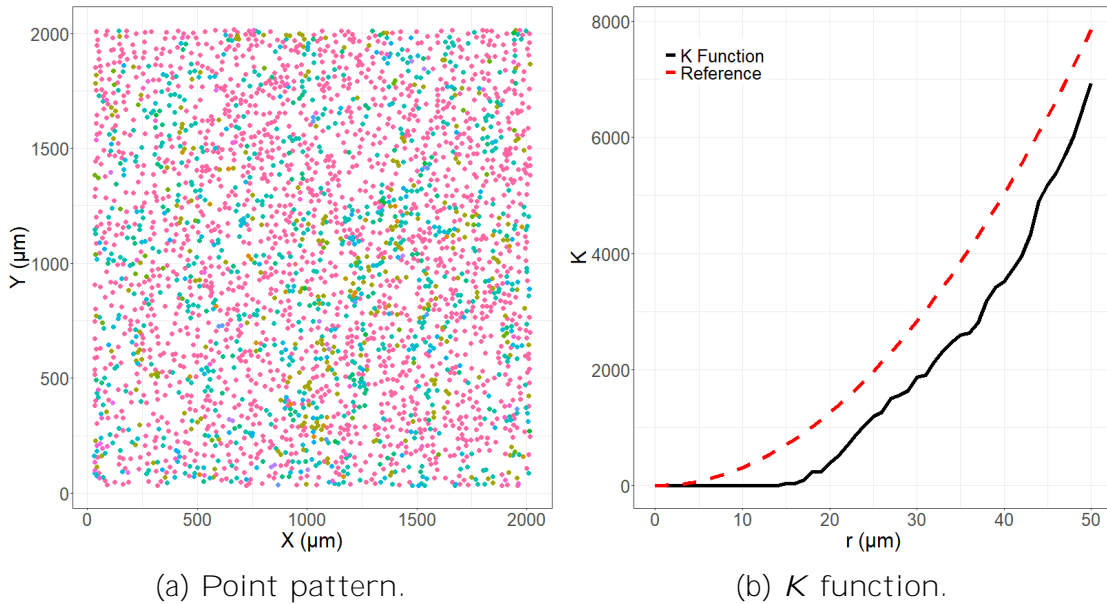 2000
1500
1000
500
0
Y (µm)
0
500
1000
1500
2000
X (µm)
(a) Point pattern.
8000
6000
4000
2000
0
K
K Function
Reference
0
10
20
30
40
50
r (µm)
(b) K function.